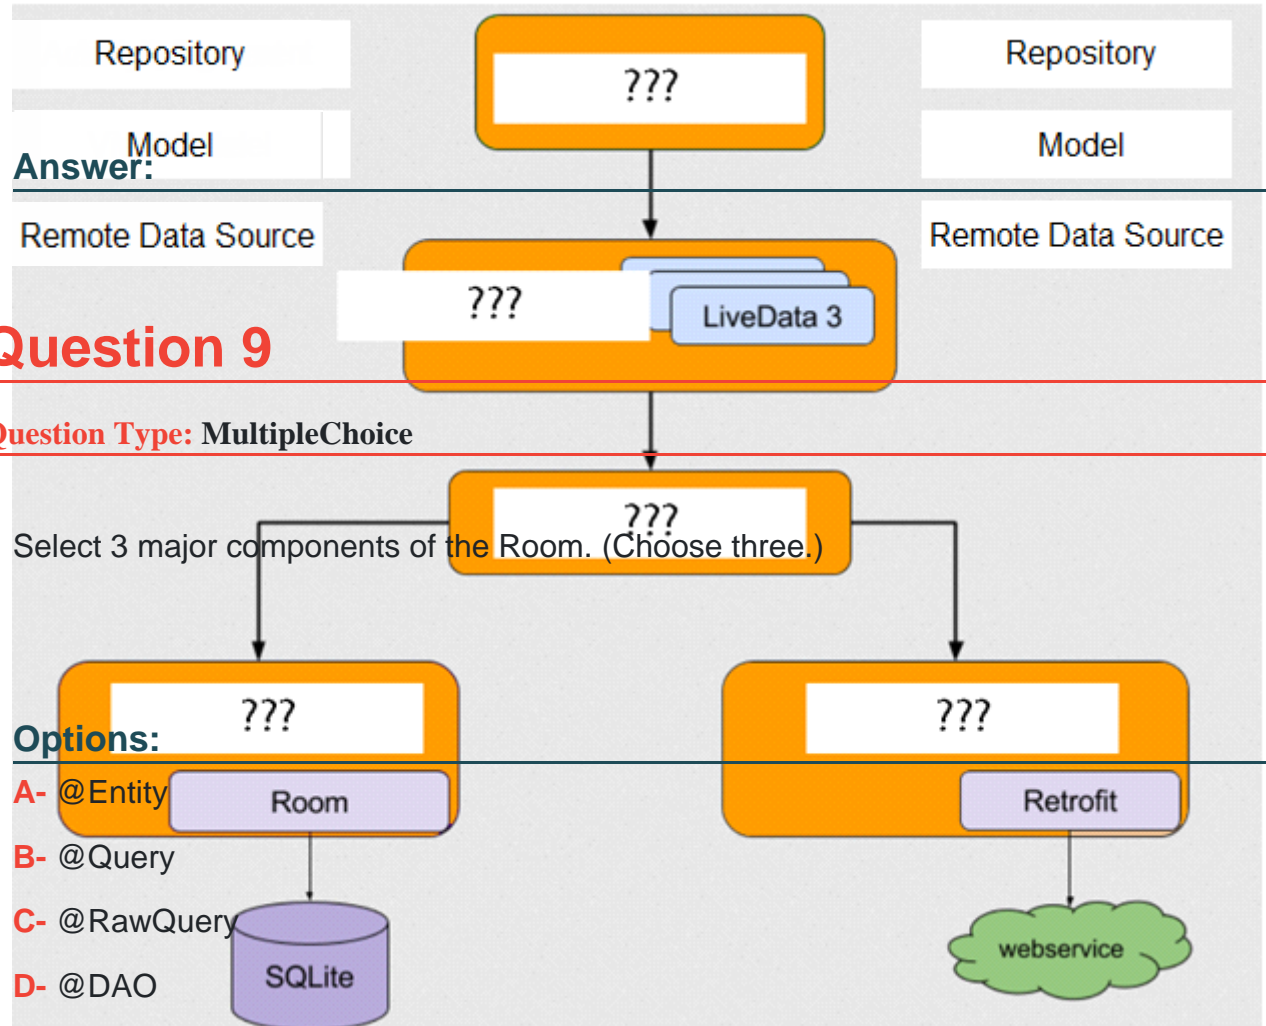 Repository
???
Repository
Model
Model
Answer:
Remote Data Source
Remote Data Source
???
LiveData 3
Question 9
Question Type: MultipleChoice
???
Select 3 major components of the Room. (Choose three.)
???
???
Options:
A- @Entity
Room
Retrofit
B- @Query
C- @RawQuery
SQLite
webservice
D- @DAO